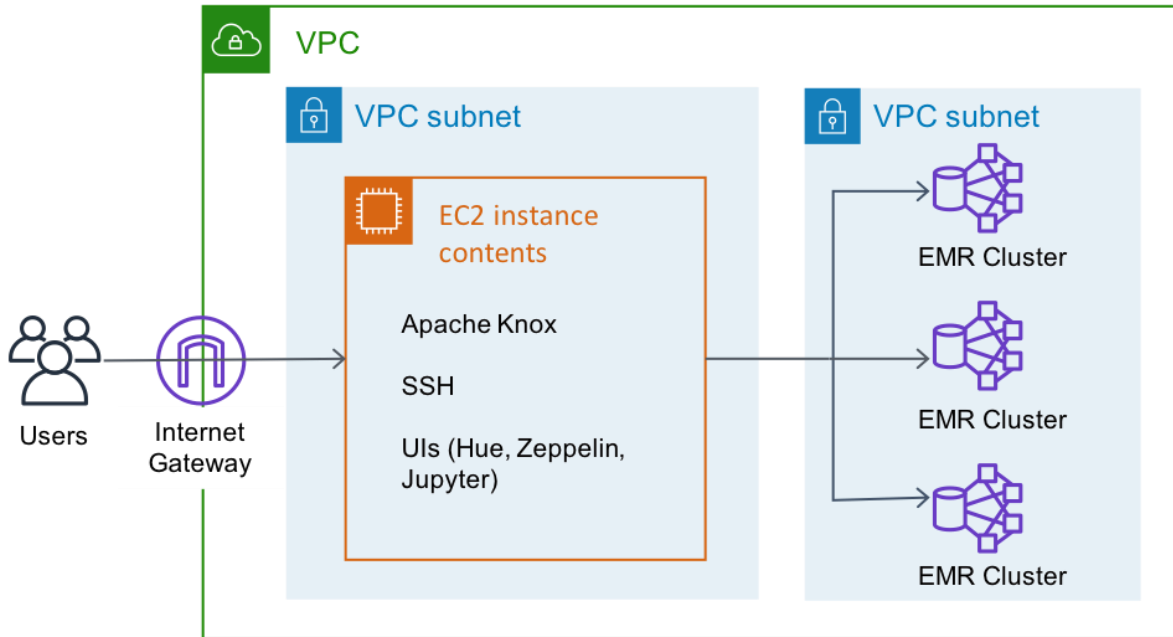 VPC
VPC subnet
VPC subnet
EC2 instance
contents
Apache Knox
SSH
UIs (Hue, Zeppelin,
Jupyter)
Users
Internet
Gateway
EMR Cluster
EMR Cluster
EMR Cluster